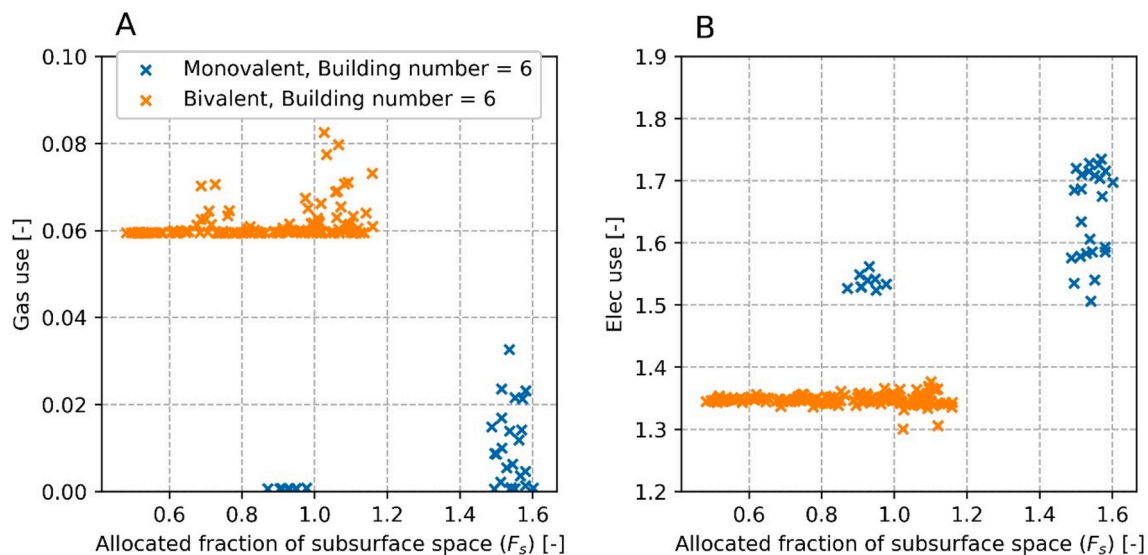 A
0.10
0.08
0.06
0.04
0.02
0.00
Gas use [-]
Monovalent, Building number = 6
Bivalent, Building number = 6
0.6 0.8 1.0 1.2 1.4 1.6
Allocated fraction of subsurface space (Fs) [-]
B
1.9
1.8
1.7
1.6
1.5
1.4
1.3
1.2
Elec use [-]
0.6 0.8 1.0 1.2 1.4 1.6
Allocated fraction of subsurface space (Fs) [-]